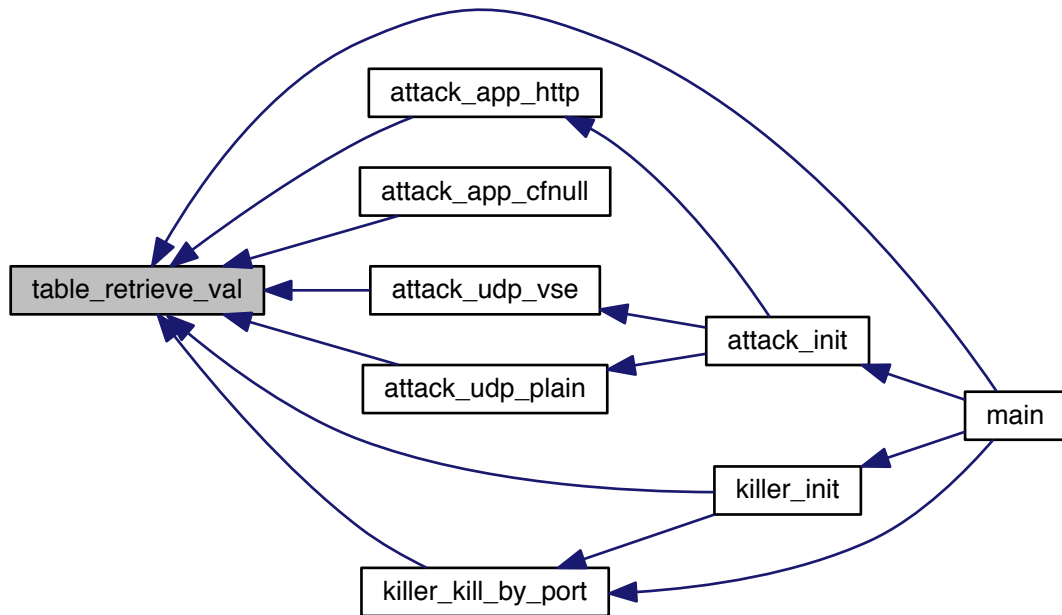 attack_app_http
attack_app_cfnull
table_retrieve_val
attack_udp_vse
attack_init
attack_udp_plain
main
killer_init
killer_kill_by_port